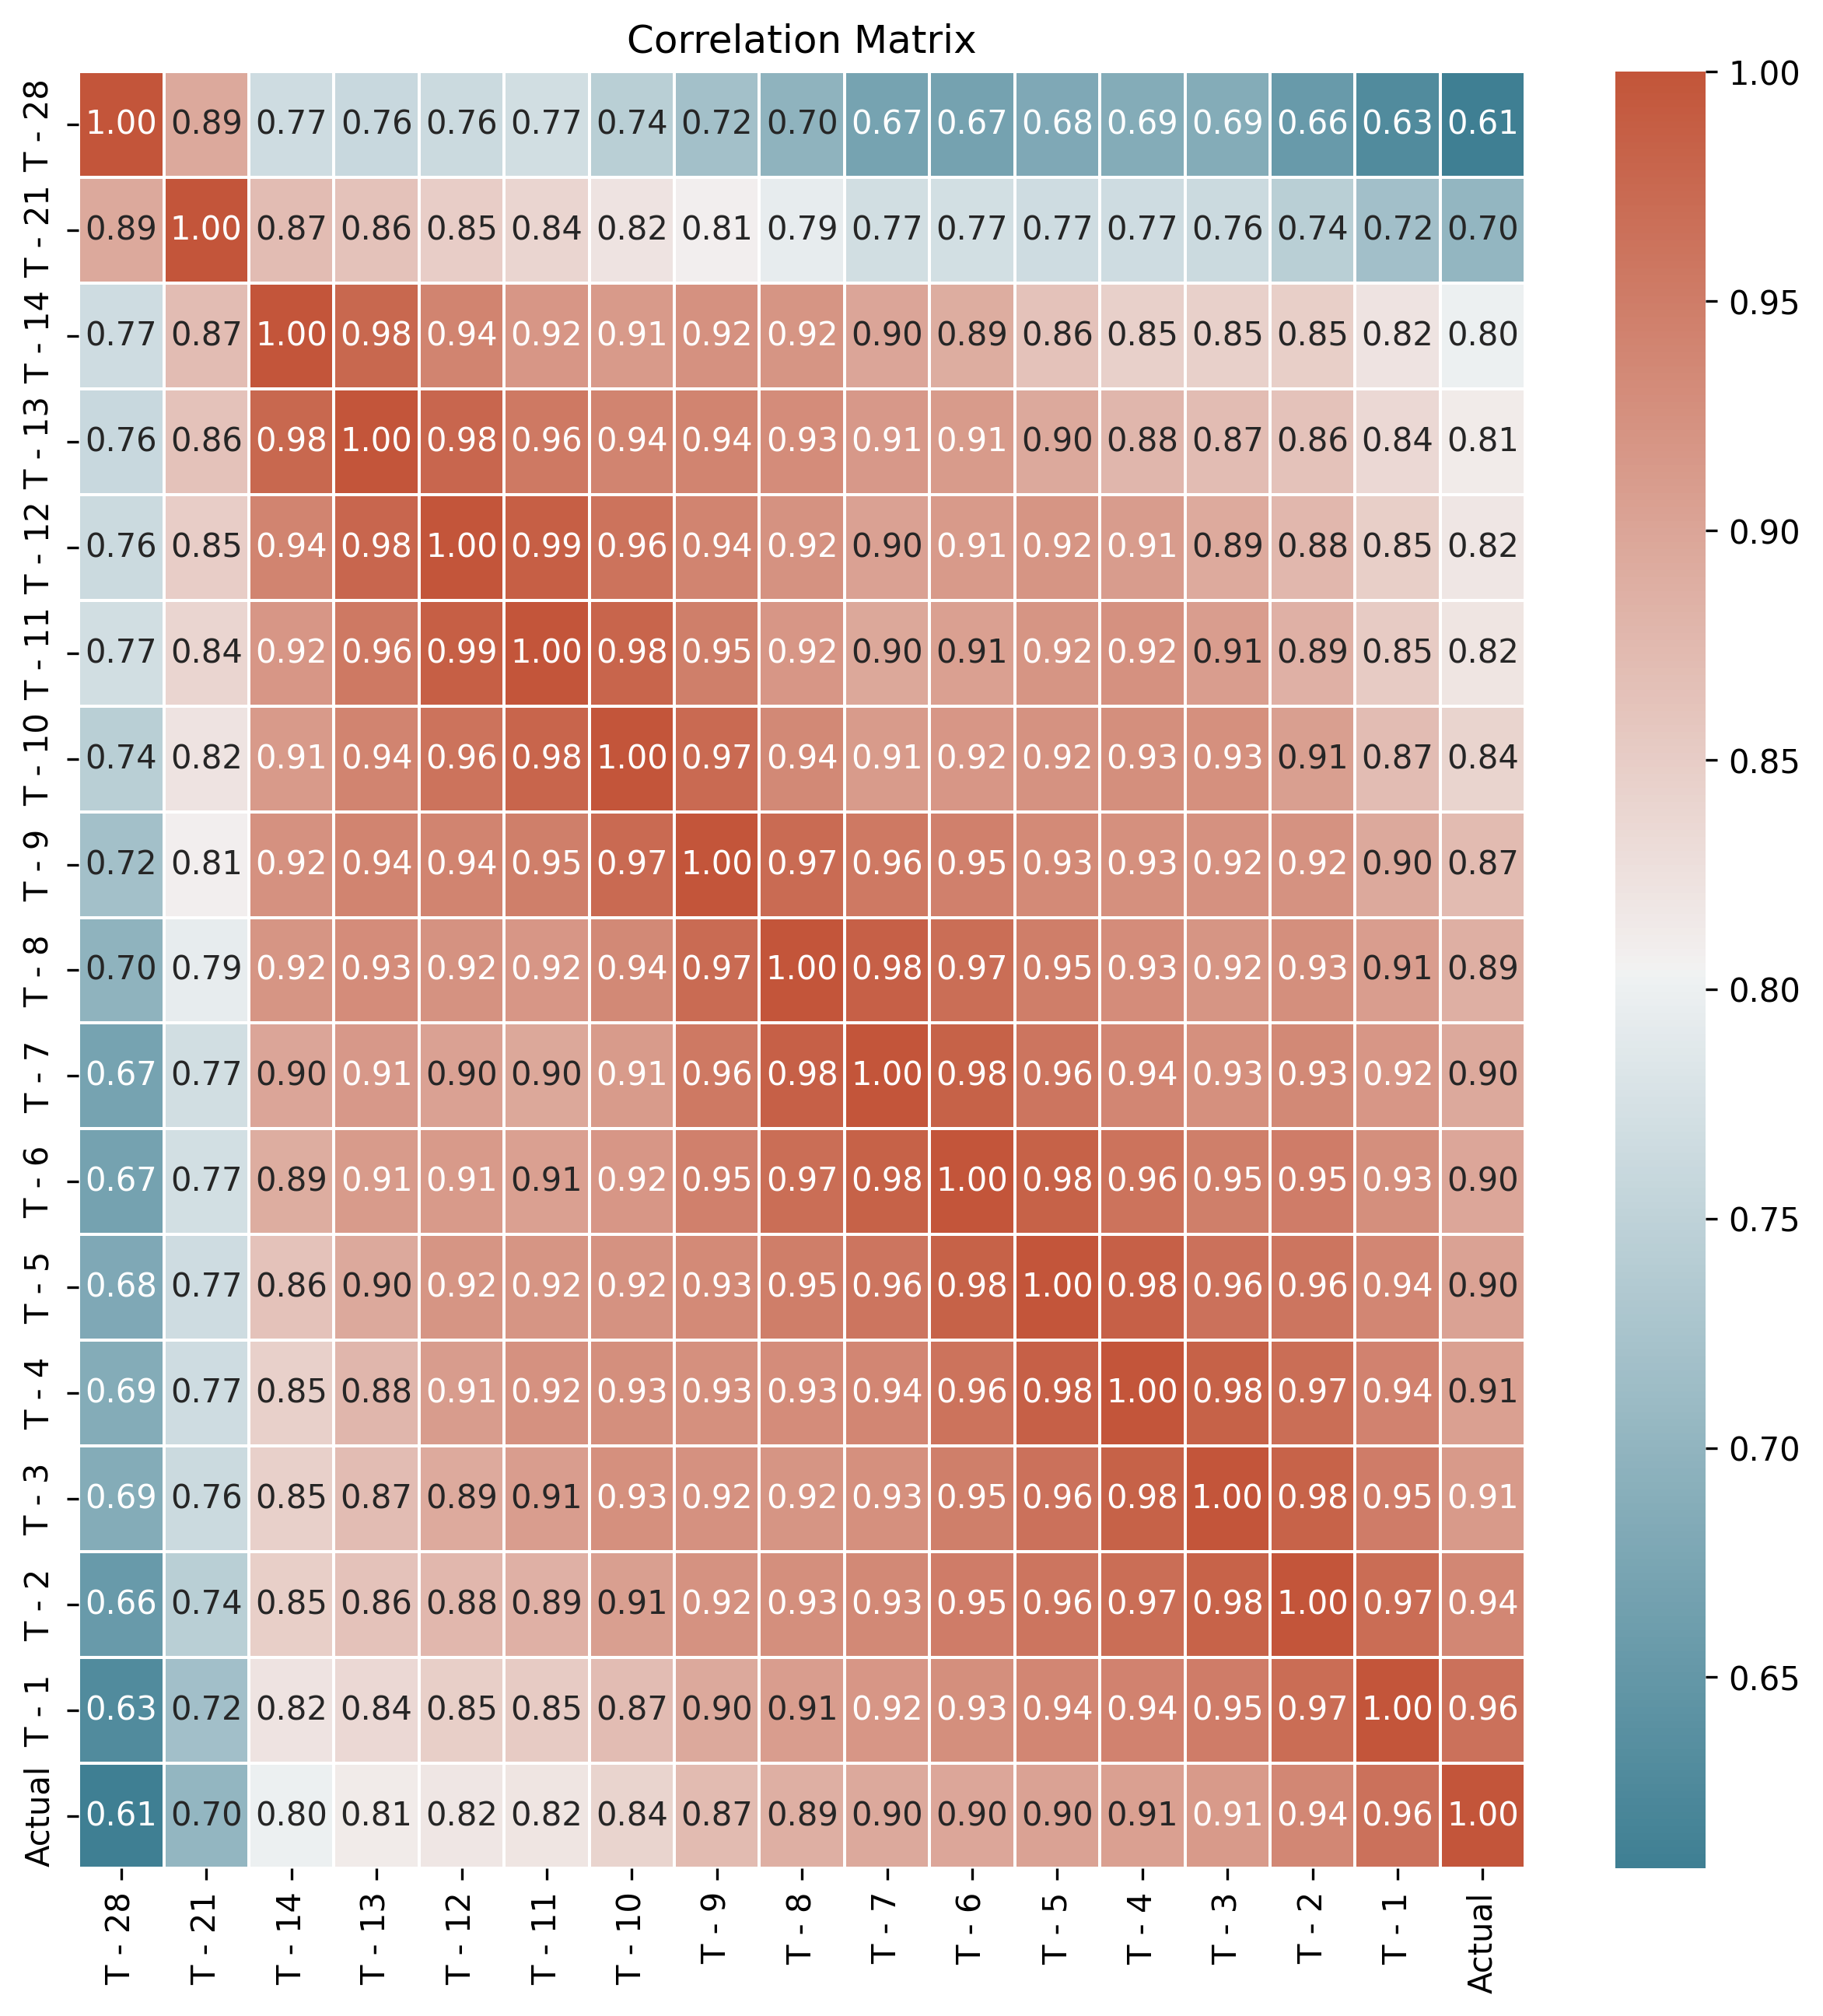 Correlation Matrix
T - 28 1.00 0.89 0.77 0.76 0.76 0.77 0.74 0.72 0.70 0.67 0.67 0.68 0.69 0.69 0.66 0.63 0.61
T - 21 0.89 1.00 0.87 0.86 0.85 0.84 0.82 0.81 0.79 0.77 0.77 0.77 0.77 0.76 0.74 0.72 0.70
T - 14 0.77 0.87 1.00 0.98 0.94 0.92 0.91 0.92 0.92 0.90 0.89 0.86 0.85 0.85 0.85 0.82 0.80
T - 13 0.76 0.86 0.98 1.00 0.98 0.96 0.94 0.94 0.93 0.91 0.91 0.90 0.88 0.87 0.86 0.84 0.81
T - 12 0.76 0.85 0.94 0.98 1.00 0.99 0.96 0.94 0.92 0.90 0.91 0.92 0.91 0.89 0.88 0.85 0.82
T - 11 0.77 0.84 0.92 0.96 0.99 1.00 0.98 0.95 0.92 0.90 0.91 0.92 0.92 0.91 0.89 0.85 0.82
T - 10 0.74 0.82 0.91 0.94 0.96 0.98 1.00 0.97 0.94 0.91 0.92 0.92 0.93 0.93 0.91 0.87 0.84
T - 9 0.72 0.81 0.92 0.94 0.94 0.95 0.97 1.00 0.97 0.96 0.95 0.93 0.93 0.92 0.92 0.90 0.87
T - 8 0.70 0.79 0.92 0.93 0.92 0.92 0.94 0.97 1.00 0.98 0.97 0.95 0.93 0.92 0.93 0.91 0.89
T - 7 0.67 0.77 0.90 0.91 0.90 0.90 0.91 0.96 0.98 1.00 0.98 0.96 0.94 0.93 0.93 0.92 0.90
T - 6 0.67 0.77 0.89 0.91 0.91 0.91 0.92 0.95 0.97 0.98 1.00 0.98 0.96 0.95 0.95 0.93 0.90
T - 5 0.68 0.77 0.86 0.90 0.92 0.92 0.92 0.93 0.95 0.96 0.98 1.00 0.98 0.96 0.96 0.94 0.90
T - 4 0.69 0.77 0.85 0.88 0.91 0.92 0.93 0.93 0.93 0.94 0.96 0.98 1.00 0.98 0.97 0.94 0.91
T - 3 0.69 0.76 0.85 0.87 0.89 0.91 0.93 0.92 0.92 0.93 0.95 0.96 0.98 1.00 0.98 0.95 0.91
T - 2 0.66 0.74 0.85 0.86 0.88 0.89 0.91 0.92 0.93 0.93 0.95 0.96 0.97 0.98 1.00 0.97 0.94
T - 1 0.63 0.72 0.82 0.84 0.85 0.85 0.87 0.90 0.91 0.92 0.93 0.94 0.94 0.95 0.97 1.00 0.96
Actual 0.61 0.70 0.80 0.81 0.82 0.82 0.84 0.87 0.89 0.90 0.90 0.90 0.91 0.91 0.94 0.96 1.00
T - 28 T - 21 T - 14 T - 13 T - 12 T - 11 T - 10 T - 9 T - 8 T - 7 T - 6 T - 5 T - 4 T - 3 T - 2 T - 1 Actual
1.00
0.95
0.90
0.85
0.80
0.75
0.70
0.65